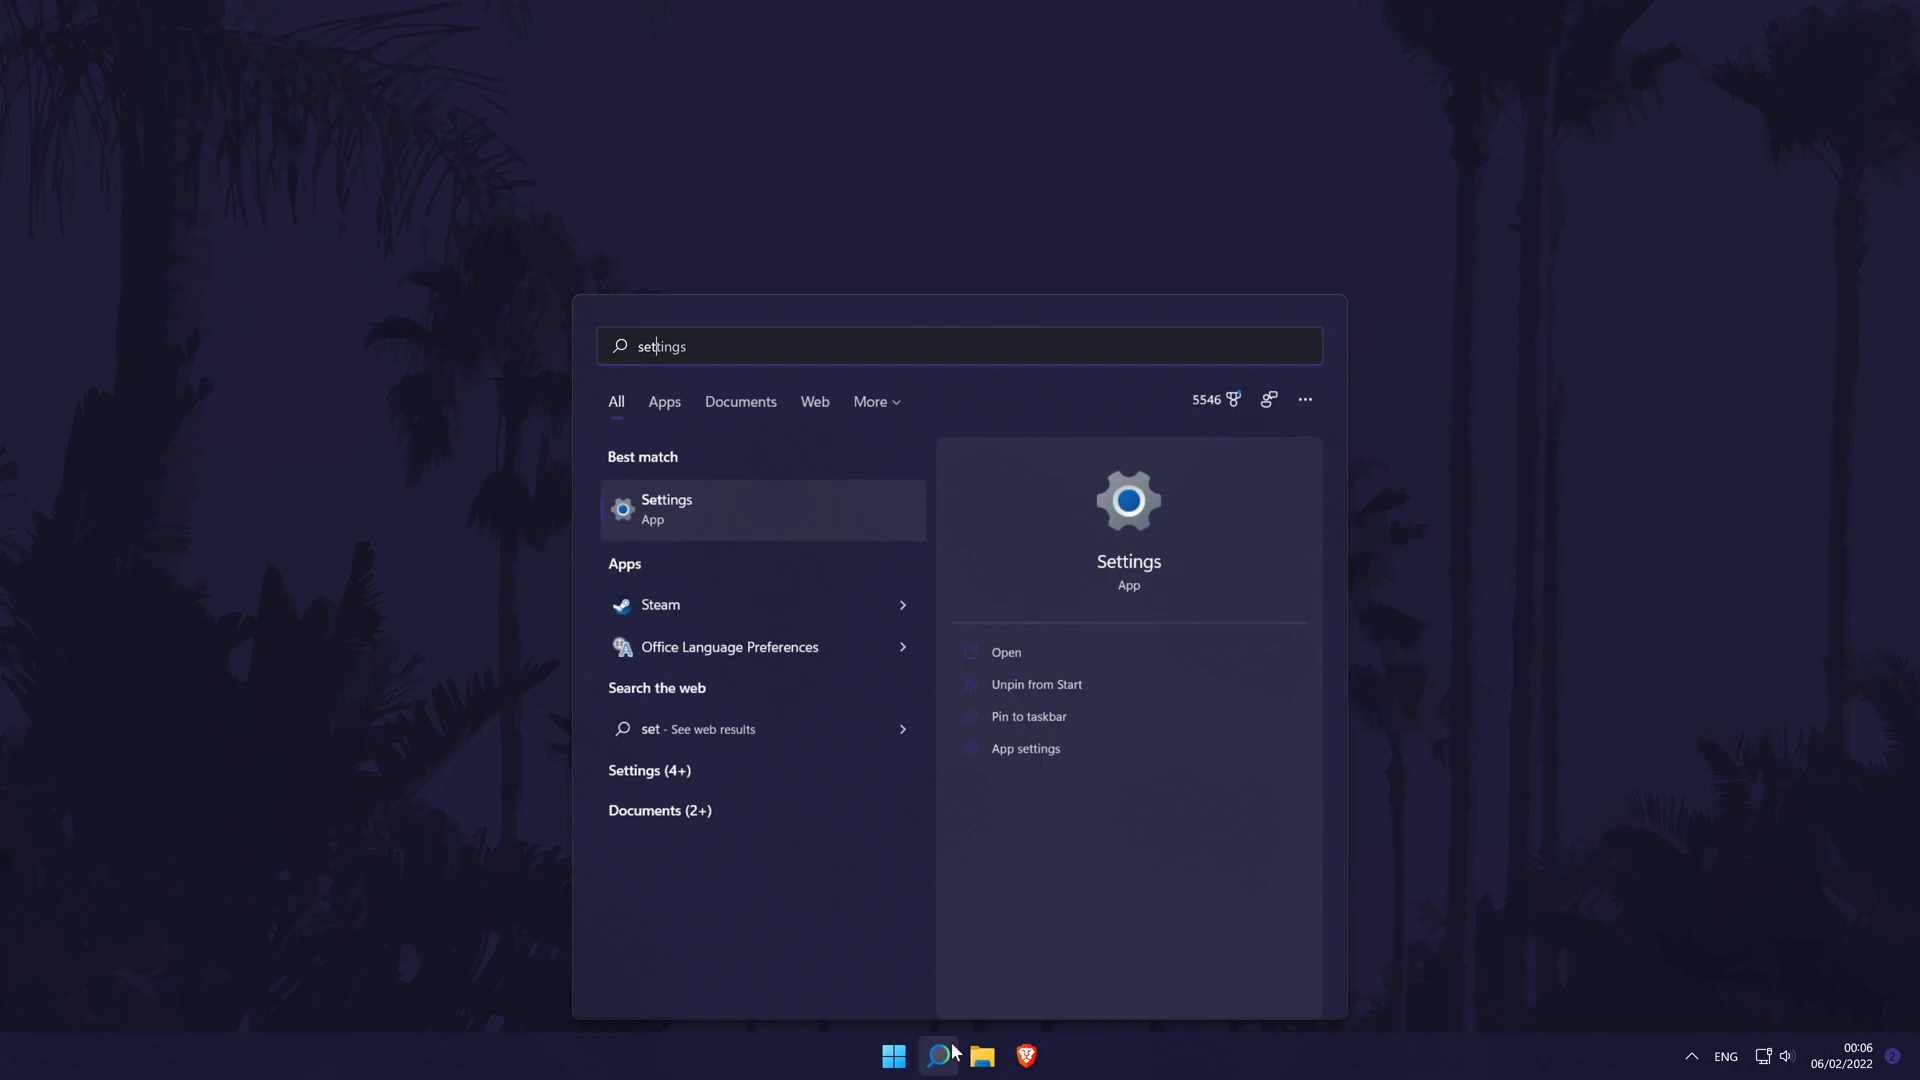 settings
All Apps Documents Web More
5546
Best match
Settings
App
Apps
Steam
Office Language Preferences
Search the web
set - See web results
Settings (4+)
Documents (2+)
Settings
App
Open
Unpin from Start
Pin to taskbar
App settings
ENG
00:06
06/02/2022
2